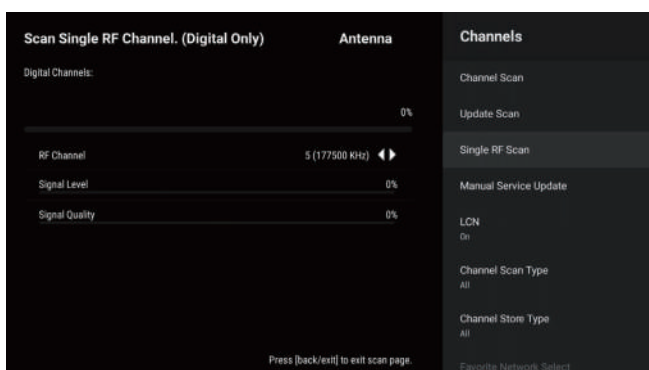 Scan Single RF Channel. (Digital Only) Antenna
Digital Channels:
0%
RF Channel 5 (177500 KHz)
Signal Level 0%
Signal Quality 0%
Press [back/exit] to exit scan page.
Channels
Channel Scan
Update Scan
Single RF Scan
Manual Service Update
LCN
On
Channel Scan Type
All
Channel Store Type
All
Favorite Network Select